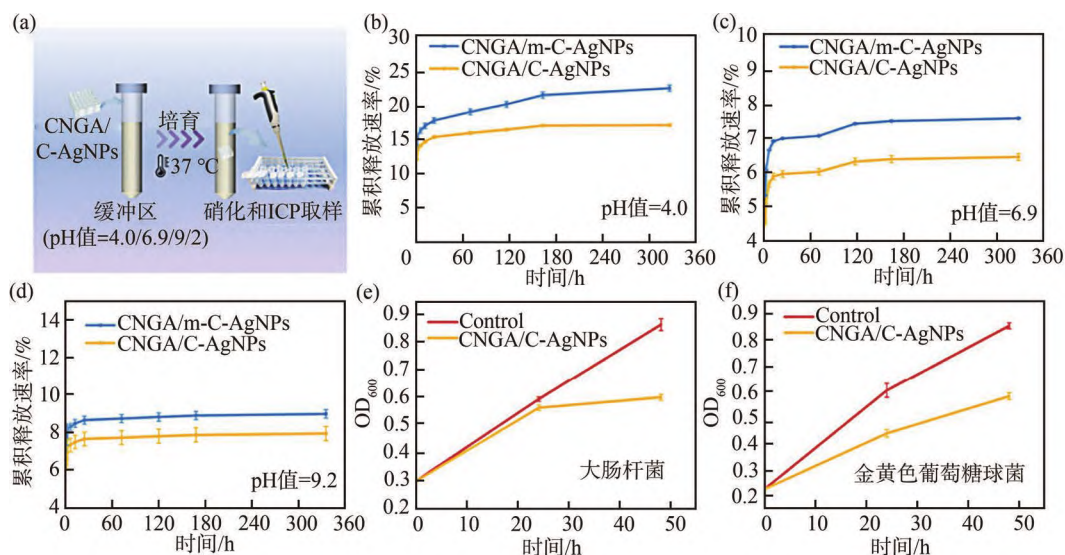 (a)
CNGA/
C-AgNPs
培育
37 ℃
缓冲区
(pH值=4.0/6.9/9/2)
硝化和ICP取样
(b)
累积释放速率/%
30
25
20
15
10
5
0
CNGA/m-C-AgNPs
CNGA/C-AgNPs
pH值=4.0
0 60 120 180 240 300 360
时间/h
(c)
累积释放速率/%
10
9
8
7
6
5
4
CNGA/m-C-AgNPs
CNGA/C-AgNPs
pH值=6.9
0 60 120 180 240 300 360
时间/h
(d)
累积释放速率/%
14
12
10
8
6
4
CNGA/m-C-AgNPs
CNGA/C-AgNPs
pH值=9.2
0 60 120 180 240 300 360
时间/h
(e)
OD600
0.9
0.8
0.7
0.6
0.5
0.4
0.3
0.2
Control
CNGA/C-AgNPs
大肠杆菌
0 10 20 30 40 50
时间/h
(f)
OD600
0.9
0.8
0.7
0.6
0.5
0.4
0.3
0.2
Control
CNGA/C-AgNPs
金黄色葡萄糖球菌
0 10 20 30 40 50
时间/h